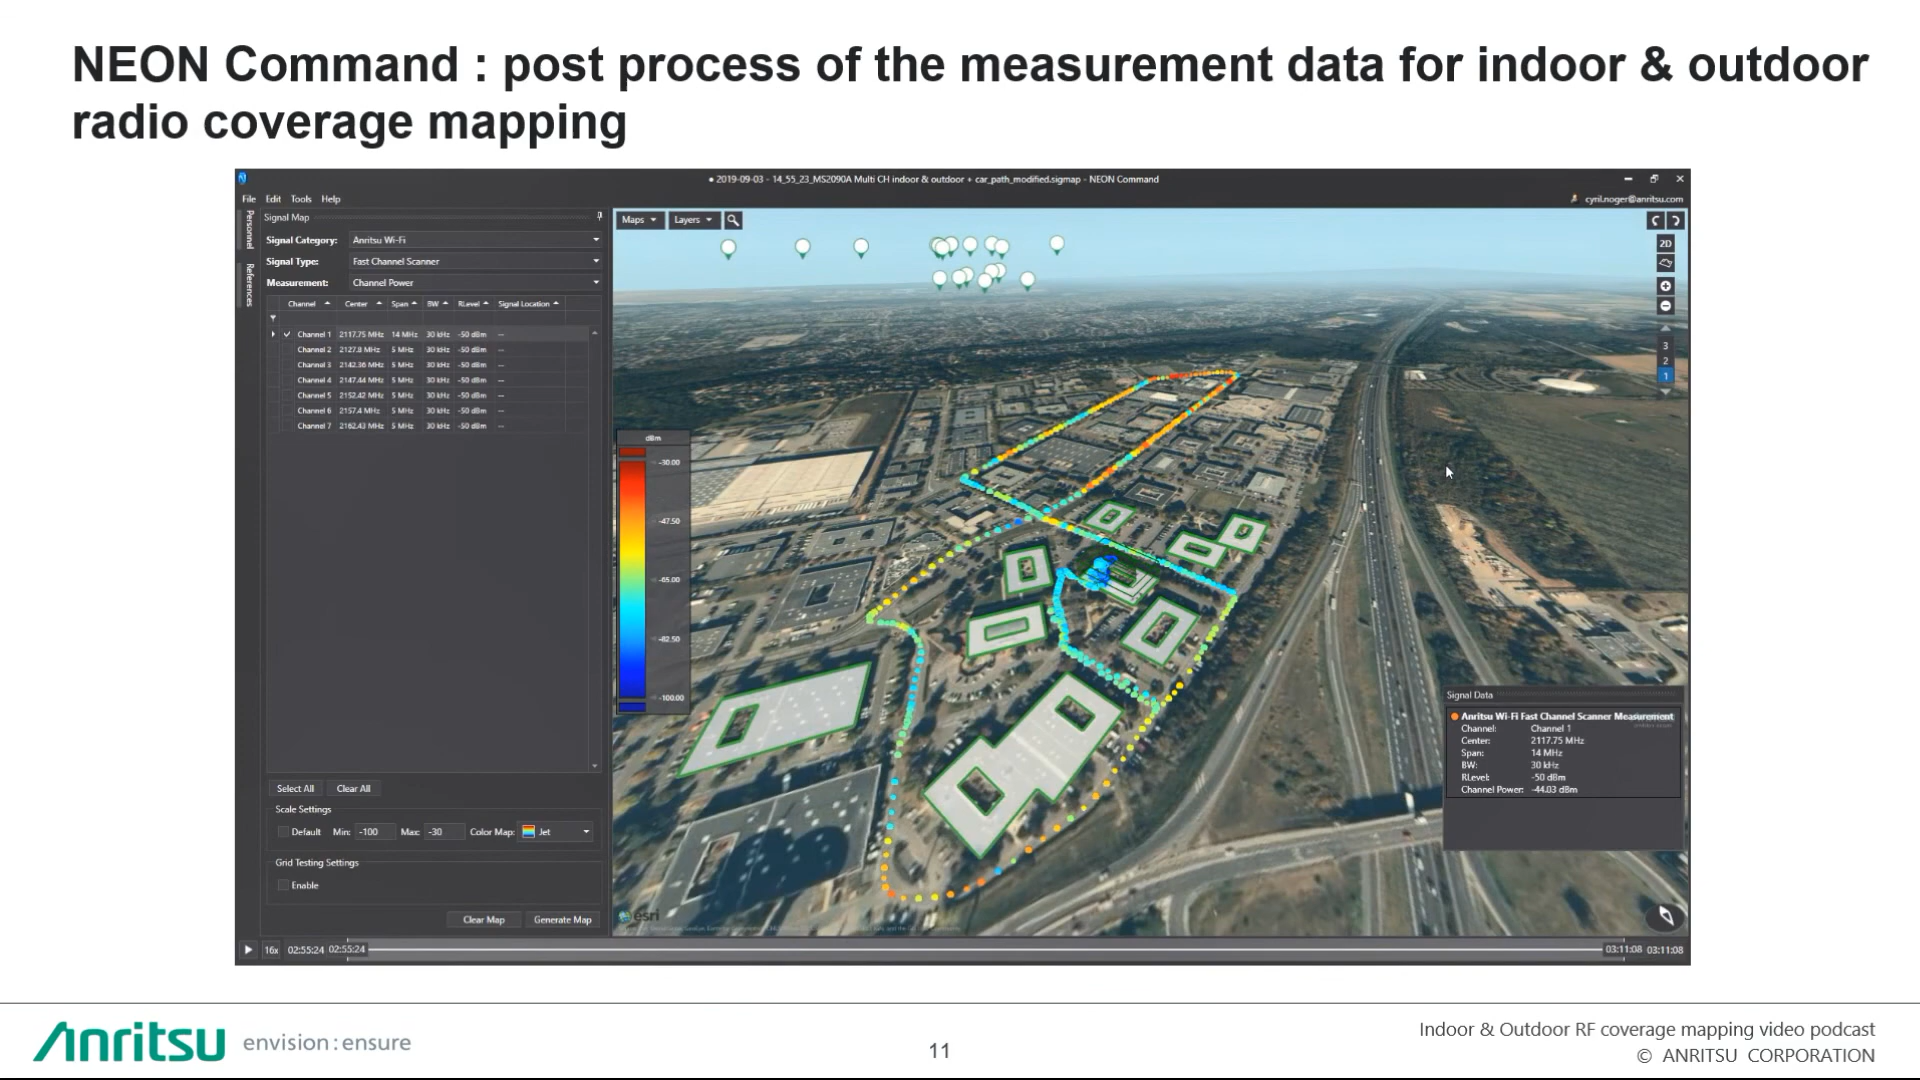 NEON Command : post process of the measurement data for indoor & outdoor
radio coverage mapping
● 2019-09-03 - 14_55_23_MS2090A Multi CH indoor & outdoor + car_path_modified.sigmap - NEON Command
File Edit Tools Help
cyril.noger@anritsu.com
Personnel
References
Signal Map
Signal Category: Anritsu Wi-Fi
Signal Type: Fast Channel Scanner
Measurement: Channel Power
Channel Center Span BW RLevel Signal Location
Channel 1 2117.75 MHz 14 MHz 30 kHz -50 dBm --
Channel 2 2127.8 MHz 5 MHz 30 kHz -50 dBm --
Channel 3 2142.36 MHz 5 MHz 30 kHz -50 dBm --
Channel 4 2147.44 MHz 5 MHz 30 kHz -50 dBm --
Channel 5 2152.42 MHz 5 MHz 30 kHz -50 dBm --
Channel 6 2157.4 MHz 5 MHz 30 kHz -50 dBm --
Channel 7 2162.43 MHz 5 MHz 30 kHz -50 dBm --
Select All Clear All
Scale Settings
Default Min: -100 Max: -30 Color Map: Jet
Grid Testing Settings
Enable
Clear Map Generate Map
Maps Layers
2D
3
2
1
dBm
-30.00
-47.50
-65.00
-82.50
-100.00
Signal Data
Anritsu Wi-Fi Fast Channel Scanner Measurement
Channel: Channel 1
Center: 2117.75 MHz
Span: 14 MHz
BW: 30 kHz
RLevel: -50 dBm
Channel Power: -44.03 dBm
esri
16x 02:55:24 02:55:24 03:11:08 03:11:08
Anritsu envision : ensure
11
Indoor & Outdoor RF coverage mapping video podcast
© ANRITSU CORPORATION